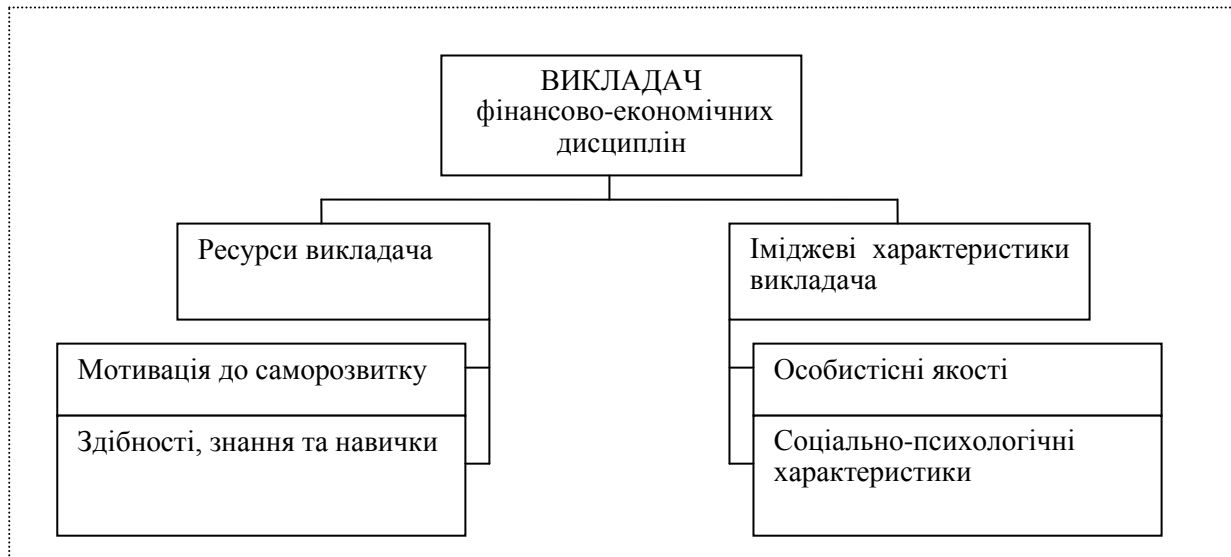 ВИКЛАДАЧ
фінансово-економічних
дисциплін
Ресурси викладача
Іміджеві характеристики
викладача
Мотивація до саморозвитку
Здібності, знання та навички
Особистісні якості
Соціально-психологічні
характеристики